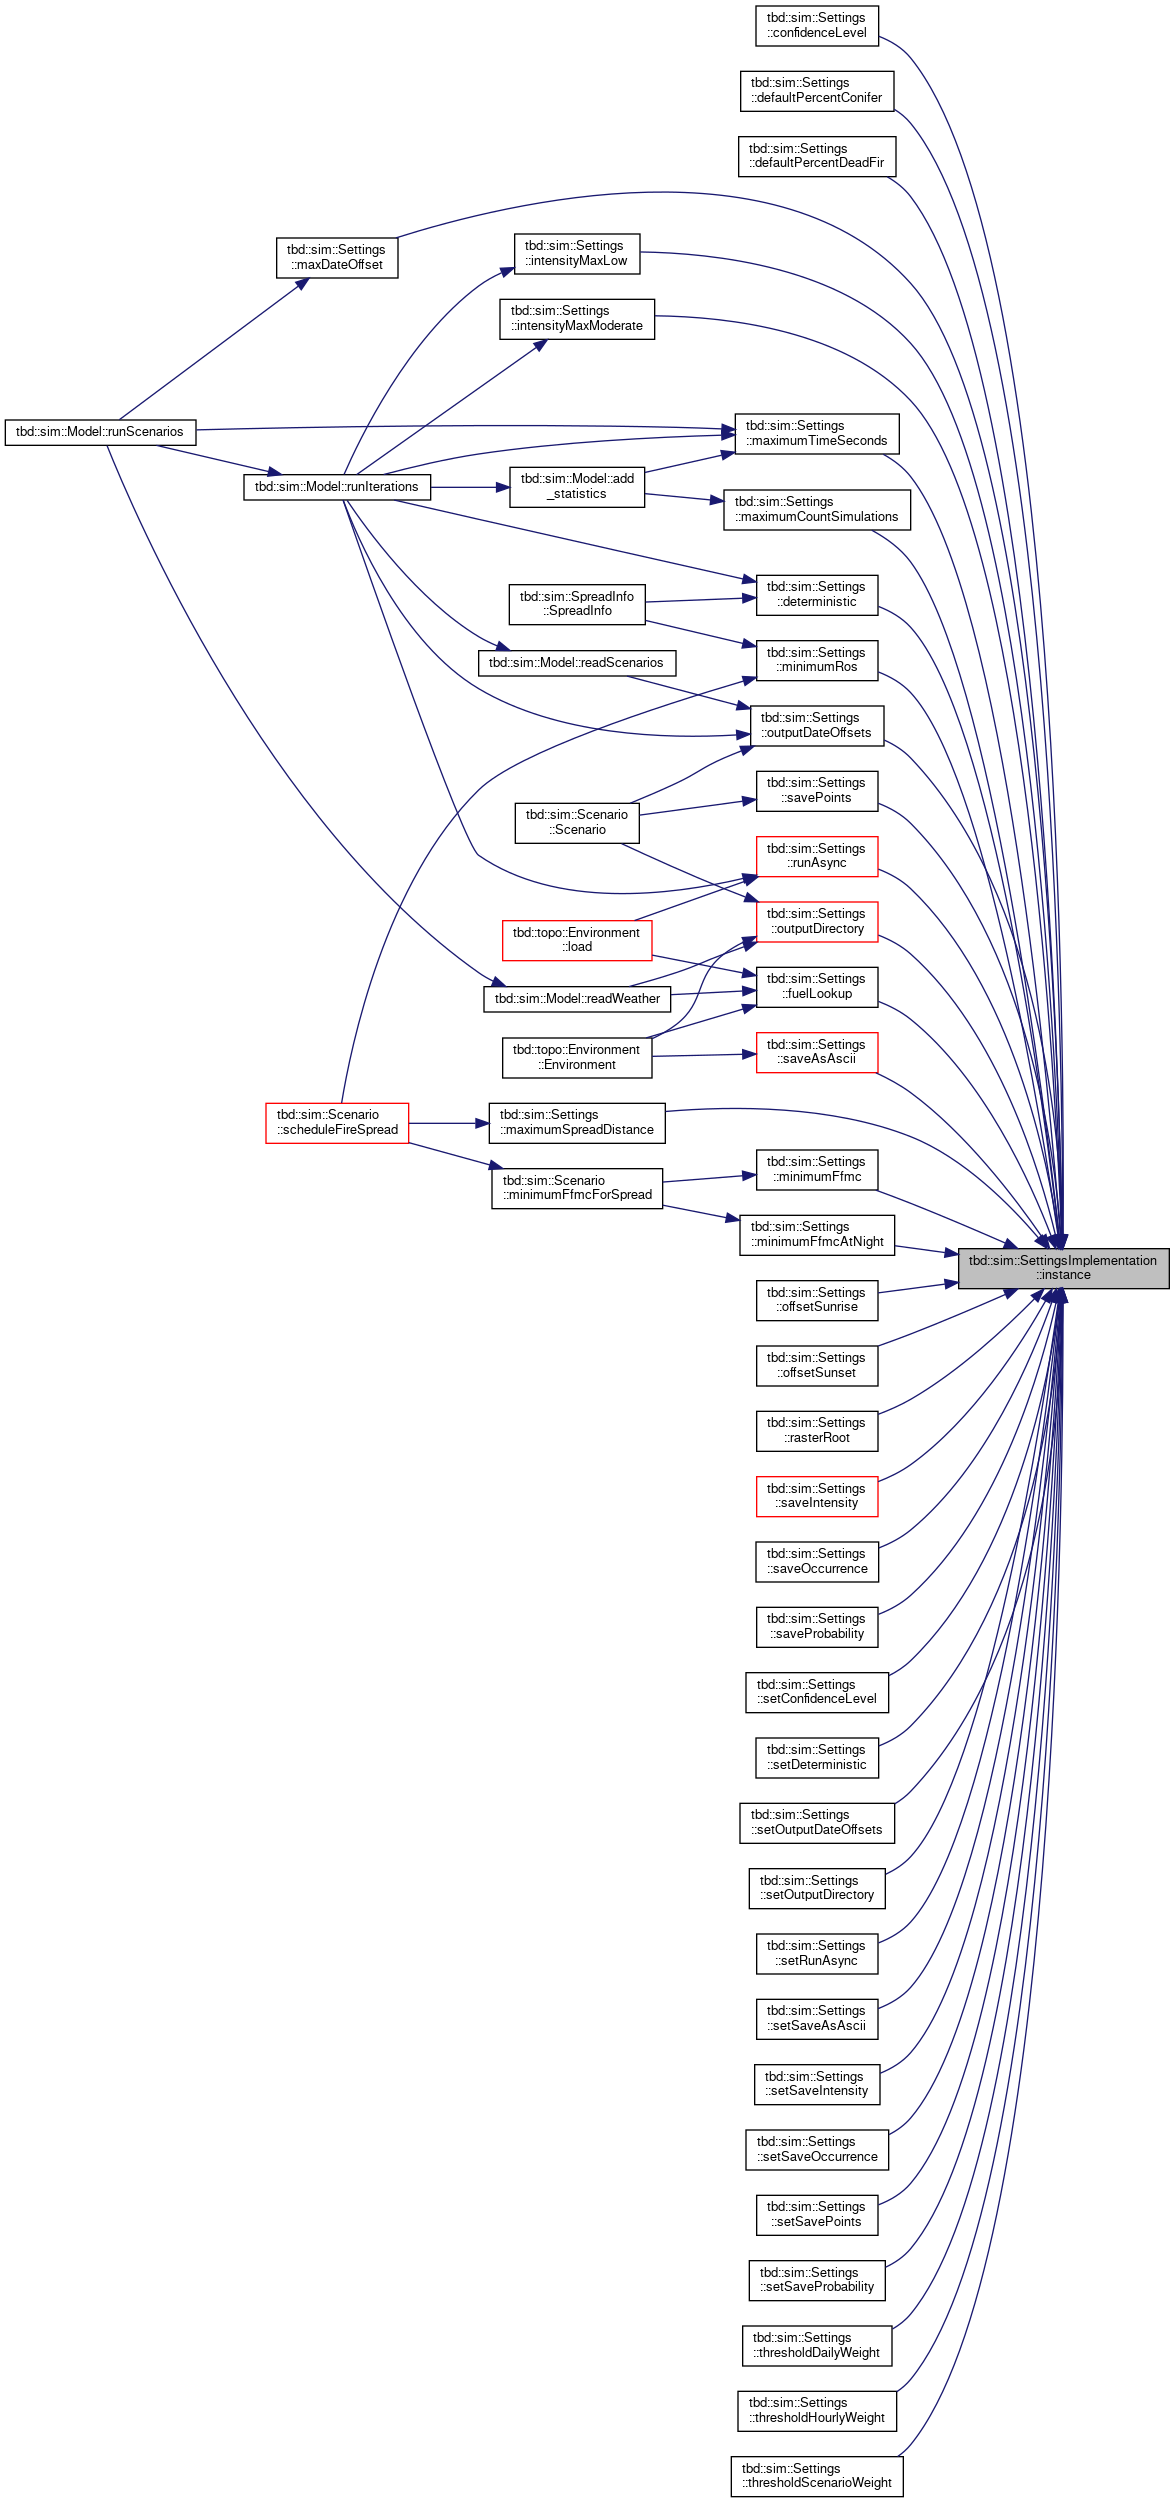 tbd::sim::Settings
::confidenceLevel
tbd::sim::Settings
::defaultPercentConifer
tbd::sim::Settings
::defaultPercentDeadFir
tbd::sim::Settings
::maxDateOffset
tbd::sim::Settings
::intensityMaxLow
tbd::sim::Settings
::intensityMaxModerate
tbd::sim::Model::runScenarios
tbd::sim::Settings
::maximumTimeSeconds
tbd::sim::Model::runIterations
tbd::sim::Model::add
_statistics
tbd::sim::Settings
::maximumCountSimulations
tbd::sim::SpreadInfo
::SpreadInfo
tbd::sim::Settings
::deterministic
tbd::sim::Model::readScenarios
tbd::sim::Settings
::minimumRos
tbd::sim::Settings
::outputDateOffsets
tbd::sim::Scenario
::Scenario
tbd::sim::Settings
::savePoints
tbd::sim::Settings
::runAsync
tbd::topo::Environment
::load
tbd::sim::Settings
::outputDirectory
tbd::sim::Model::readWeather
tbd::sim::Settings
::fuelLookup
tbd::topo::Environment
::Environment
tbd::sim::Settings
::saveAsAscii
tbd::sim::Scenario
::scheduleFireSpread
tbd::sim::Settings
::maximumSpreadDistance
tbd::sim::Scenario
::minimumFfmcForSpread
tbd::sim::Settings
::minimumFfmc
tbd::sim::Settings
::minimumFfmcAtNight
tbd::sim::SettingsImplementation
::instance
tbd::sim::Settings
::offsetSunrise
tbd::sim::Settings
::offsetSunset
tbd::sim::Settings
::rasterRoot
tbd::sim::Settings
::saveIntensity
tbd::sim::Settings
::saveOccurrence
tbd::sim::Settings
::saveProbability
tbd::sim::Settings
::setConfidenceLevel
tbd::sim::Settings
::setDeterministic
tbd::sim::Settings
::setOutputDateOffsets
tbd::sim::Settings
::setOutputDirectory
tbd::sim::Settings
::setRunAsync
tbd::sim::Settings
::setSaveAsAscii
tbd::sim::Settings
::setSaveIntensity
tbd::sim::Settings
::setSaveOccurrence
tbd::sim::Settings
::setSavePoints
tbd::sim::Settings
::setSaveProbability
tbd::sim::Settings
::thresholdDailyWeight
tbd::sim::Settings
::thresholdHourlyWeight
tbd::sim::Settings
::thresholdScenarioWeight